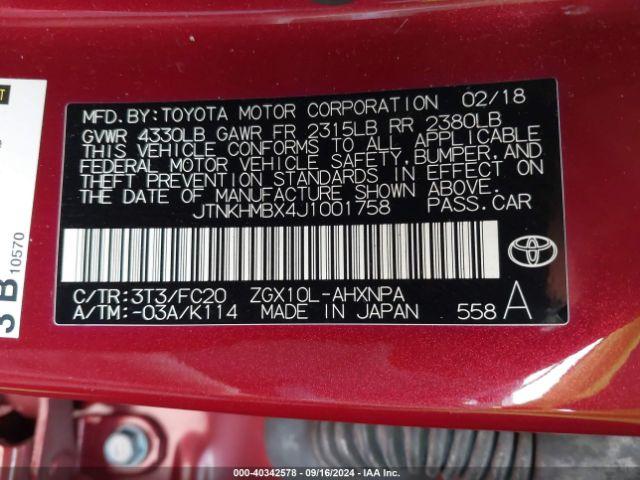 MFD.BY:TOYOTA MOTOR CORPORATION 02/18
GVWR 4330LB GAWR FR 2315LB RR 2380LB
THIS VEHICLE CONFORMS TO ALL APPLICABLE
FEDERAL MOTOR VEHICLE SAFETY,BUMPER,AND
THEFT PREVENTION STANDARDS IN EFFECT ON
THE DATE OF MANUFACTURE SHOWN ABOVE.
JTNKHMBX4J1001758 PASS.CAR
C/TR:3T3/FC20 ZGX10L-AHXNPA
A/TM:-03A/K114 MADE IN JAPAN 558 A
3 B 10570
000-40342578 - 09/16/2024 - IAA Inc.